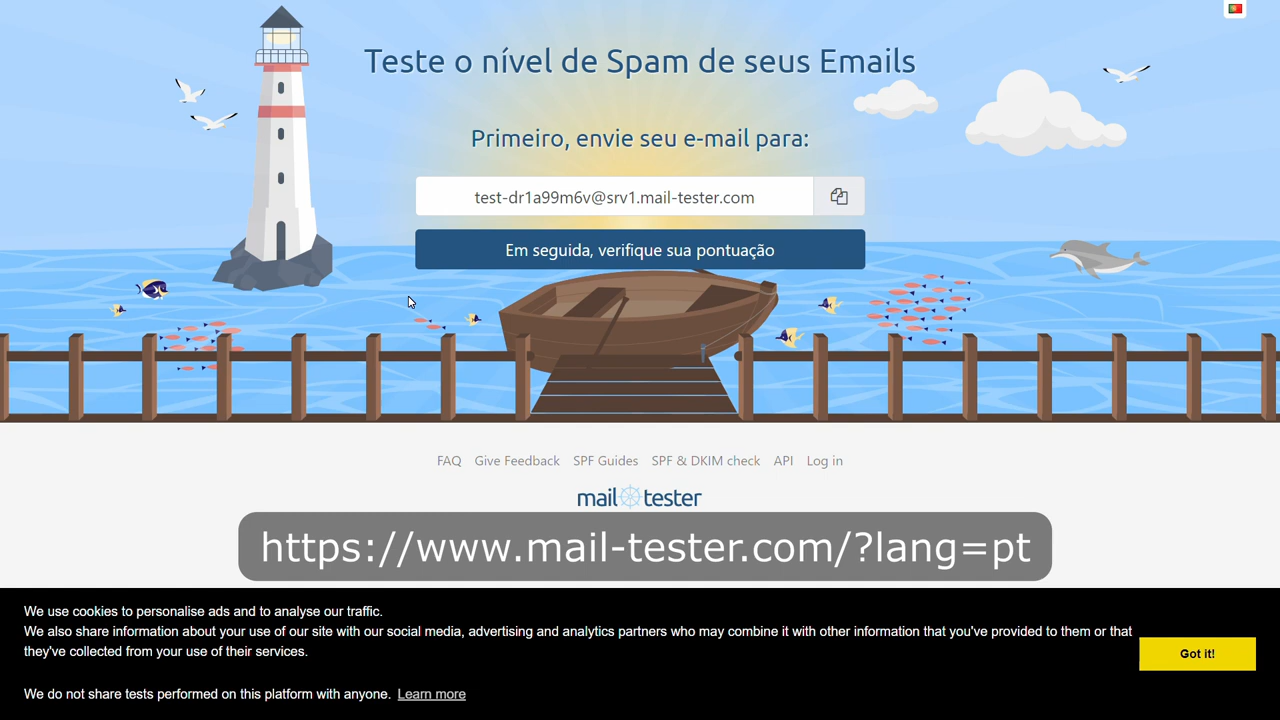 Teste o nível de Spam de seus Emails
Primeiro, envie seu e-mail para:
test-dr1a99m6v@srv1.mail-tester.com
Em seguida, verifique sua pontuação
FAQ Give Feedback SPF Guides SPF & DKIM check API Log in
mail tester
https://www.mail-tester.com/?lang=pt
We use cookies to personalise ads and to analyse our traffic.
We also share information about your use of our site with our social media, advertising and analytics partners who may combine it with other information that you've provided to them or that
they've collected from your use of their services.
Got it!
We do not share tests performed on this platform with anyone. Learn more